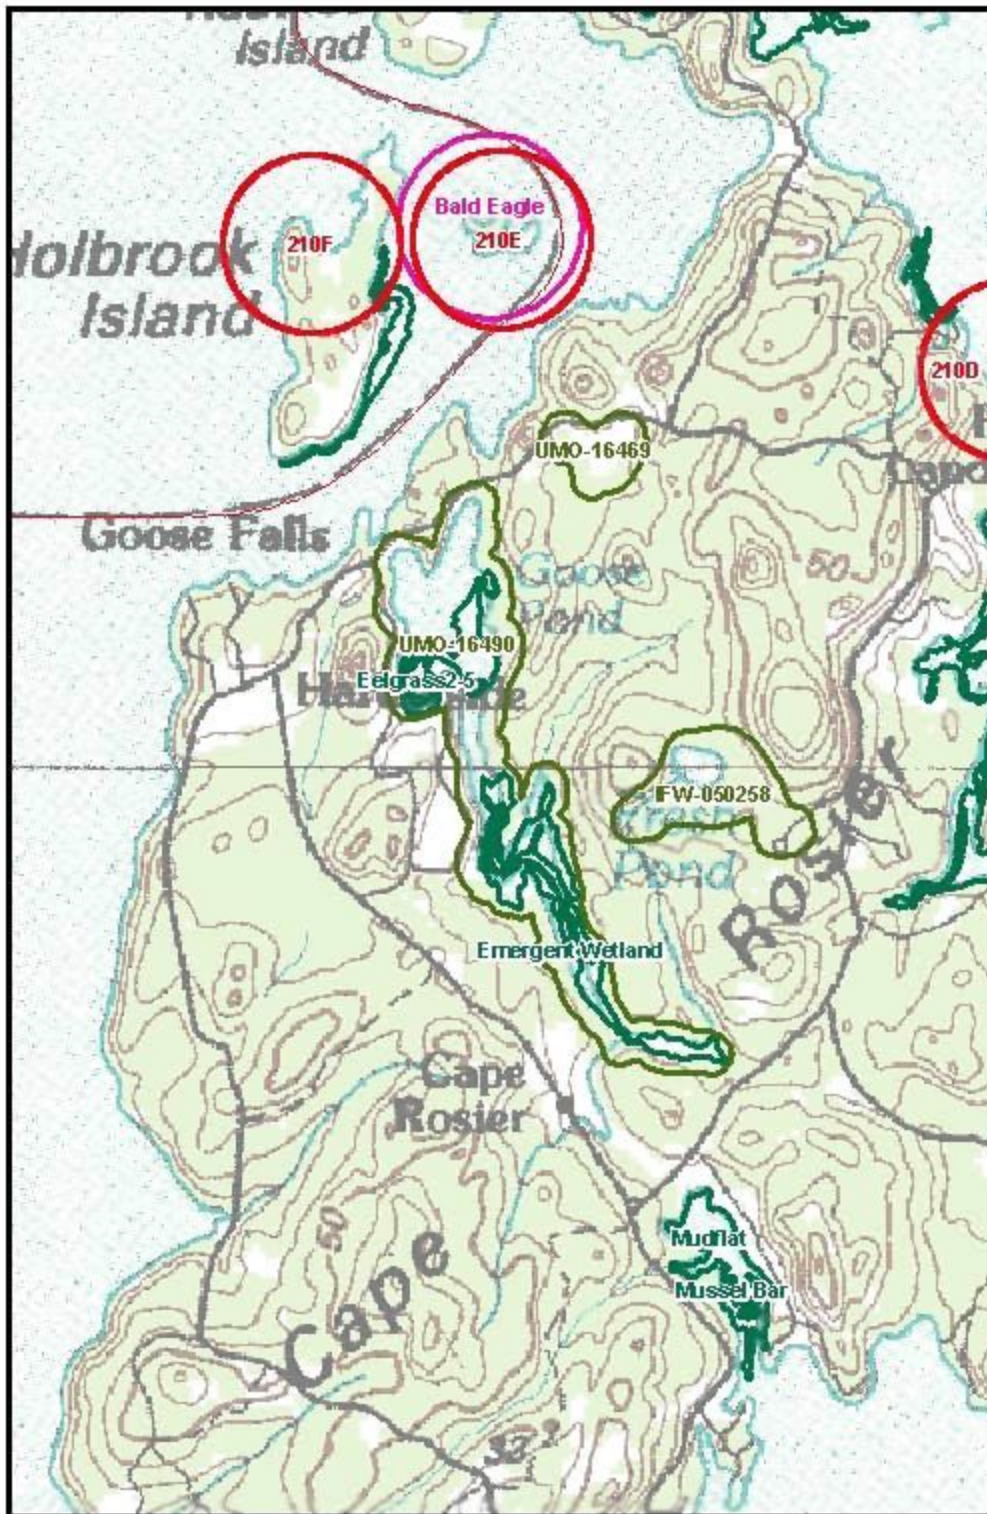 Island
Bald Eagle
210F
210E
Holbrook
Island
210D
UMO-16469
Goose Falls
50
Goose
Pond
UMO-16490
Eelgrass2-5
IFW-050258
Pond
Rosier
Emergent Wetland
Cape
Rosier
50
Mudflat
Mussel Bar
Cape